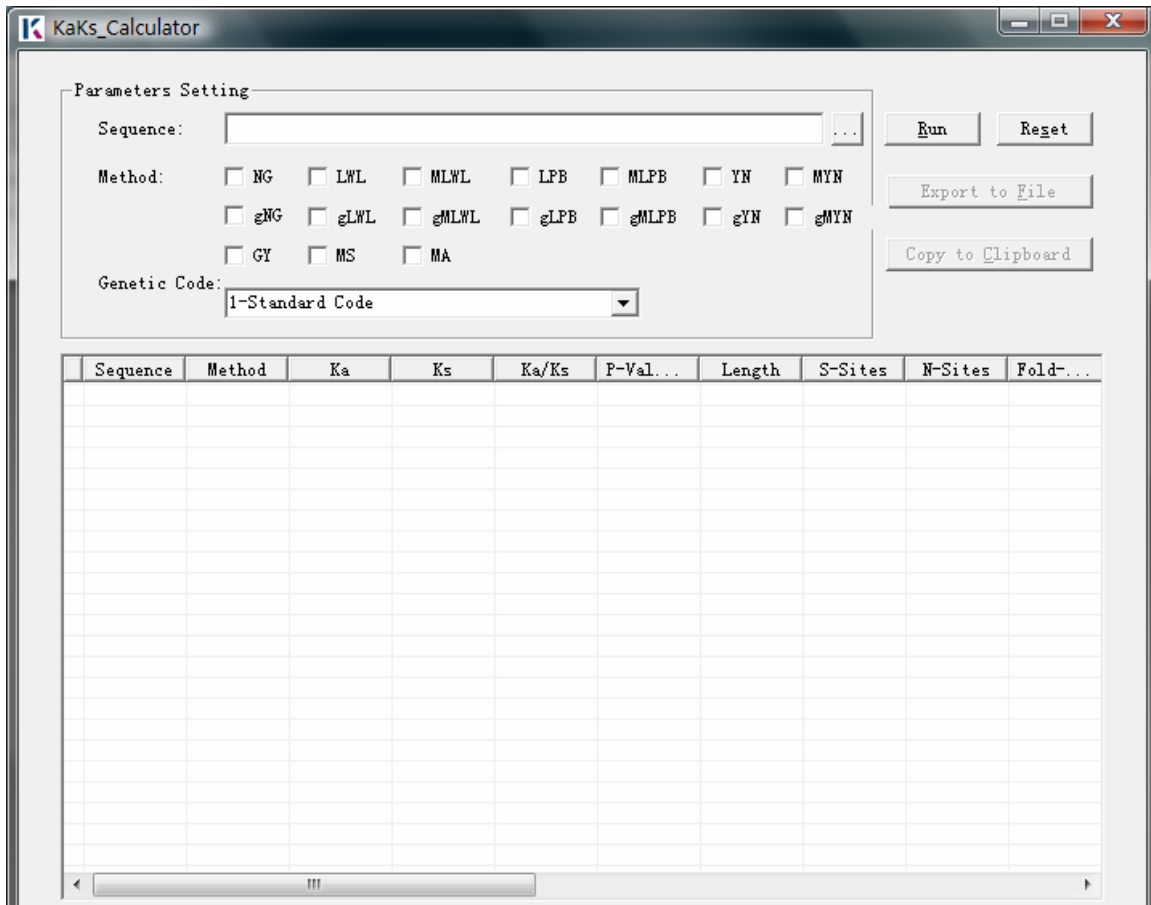 KaKs_Calculator
Parameters Setting
Sequence: ... Run Reset
Method: NG LWL MLWL LPB MLPB YN MYN
Export to File
gNG gLWL gMLWL gLPB gMLPB gYN gMYN
GY MS MA
Copy to Clipboard
Genetic Code:
1-Standard Code
Sequence Method Ka Ks Ka/Ks P-Val... Length S-Sites N-Sites Fold-...